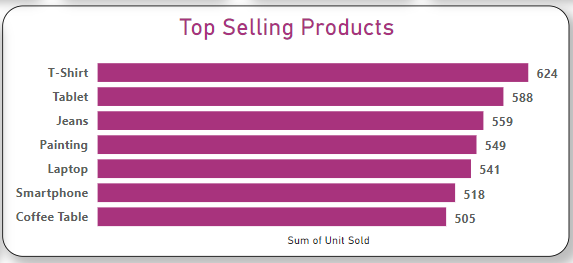 Top Selling Products
T-Shirt 624
Tablet 588
Jeans 559
Painting 549
Laptop 541
Smartphone 518
Coffee Table 505
Sum of Unit Sold